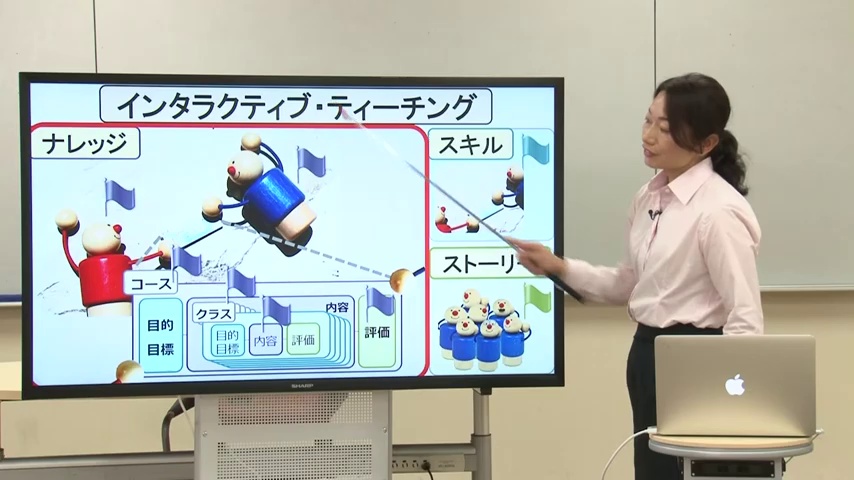 インタラクティブ・ティーチング
ナレッジ
スキル
ストーリー
コース
クラス
内容
目的
目標
目的
目標
内容
評価
評価
SHARP